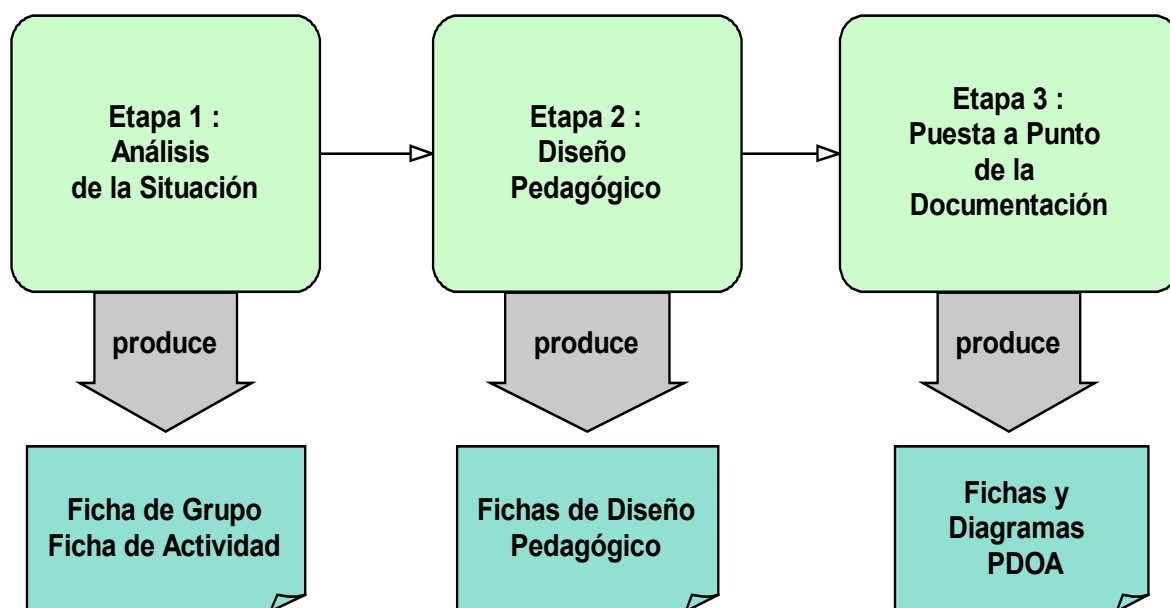 Etapa 1 :
Análisis
de la Situación
Etapa 2 :
Diseño
Pedagógico
Etapa 3 :
Puesta a Punto
de la
Documentación
produce
produce
produce
Ficha de Grupo
Ficha de Actividad
Fichas de Diseño
Pedagógico
Fichas y
Diagramas
PDOA